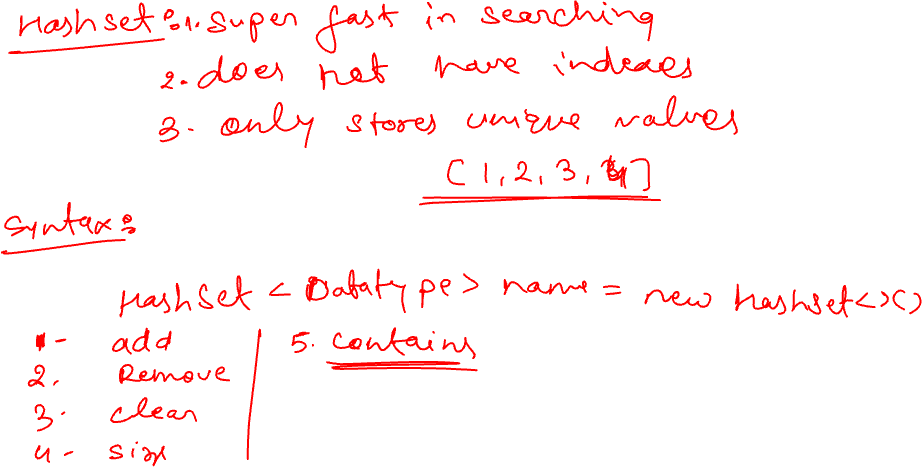 HashSet: 1. super fast in searching
2. does not have indexes
3. only stores unique values
[1, 2, 3, 4]
Syntax:
HashSet < Datatype > name = new Hashset<>()
1 - add
2. Remove
3. clear
4 - size
5. contains